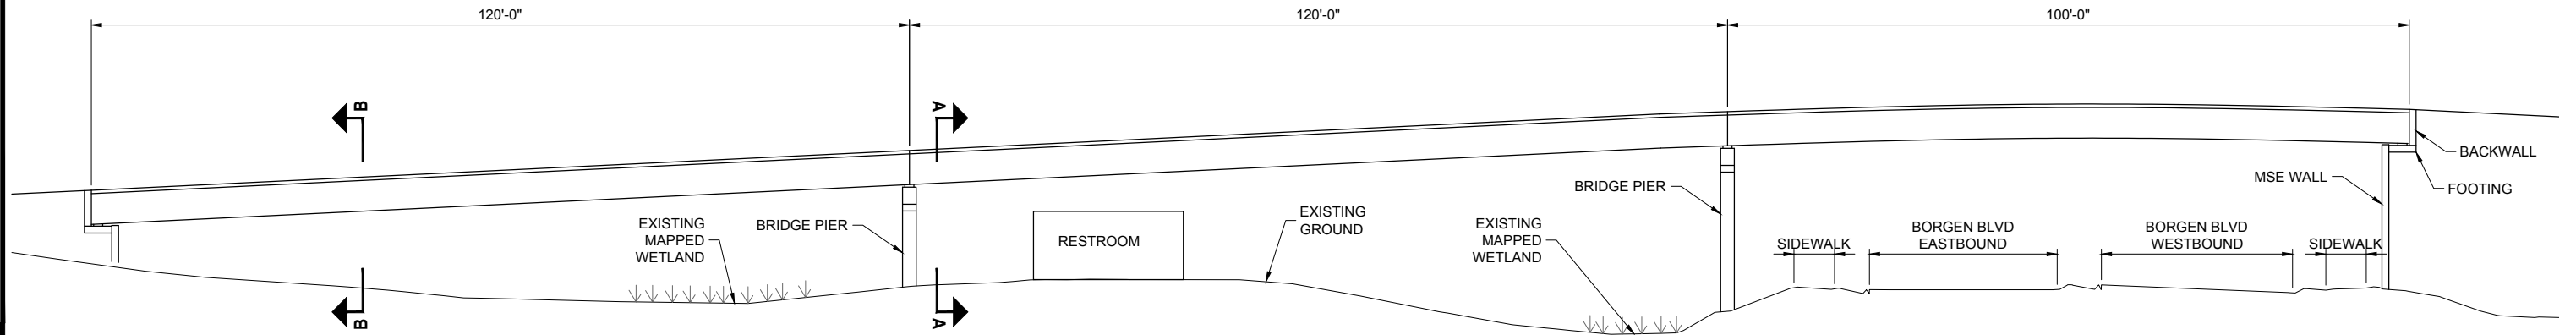 120'-0"
120'-0"
100'-0"
B
A
BACKWALL
MSE WALL
BRIDGE PIER
FOOTING
EXISTING
MAPPED
WETLAND
BRIDGE PIER
RESTROOM
EXISTING
GROUND
EXISTING
MAPPED
WETLAND
SIDEWALK
BORGEN BLVD
EASTBOUND
BORGEN BLVD
WESTBOUND
SIDEWALK
B
A